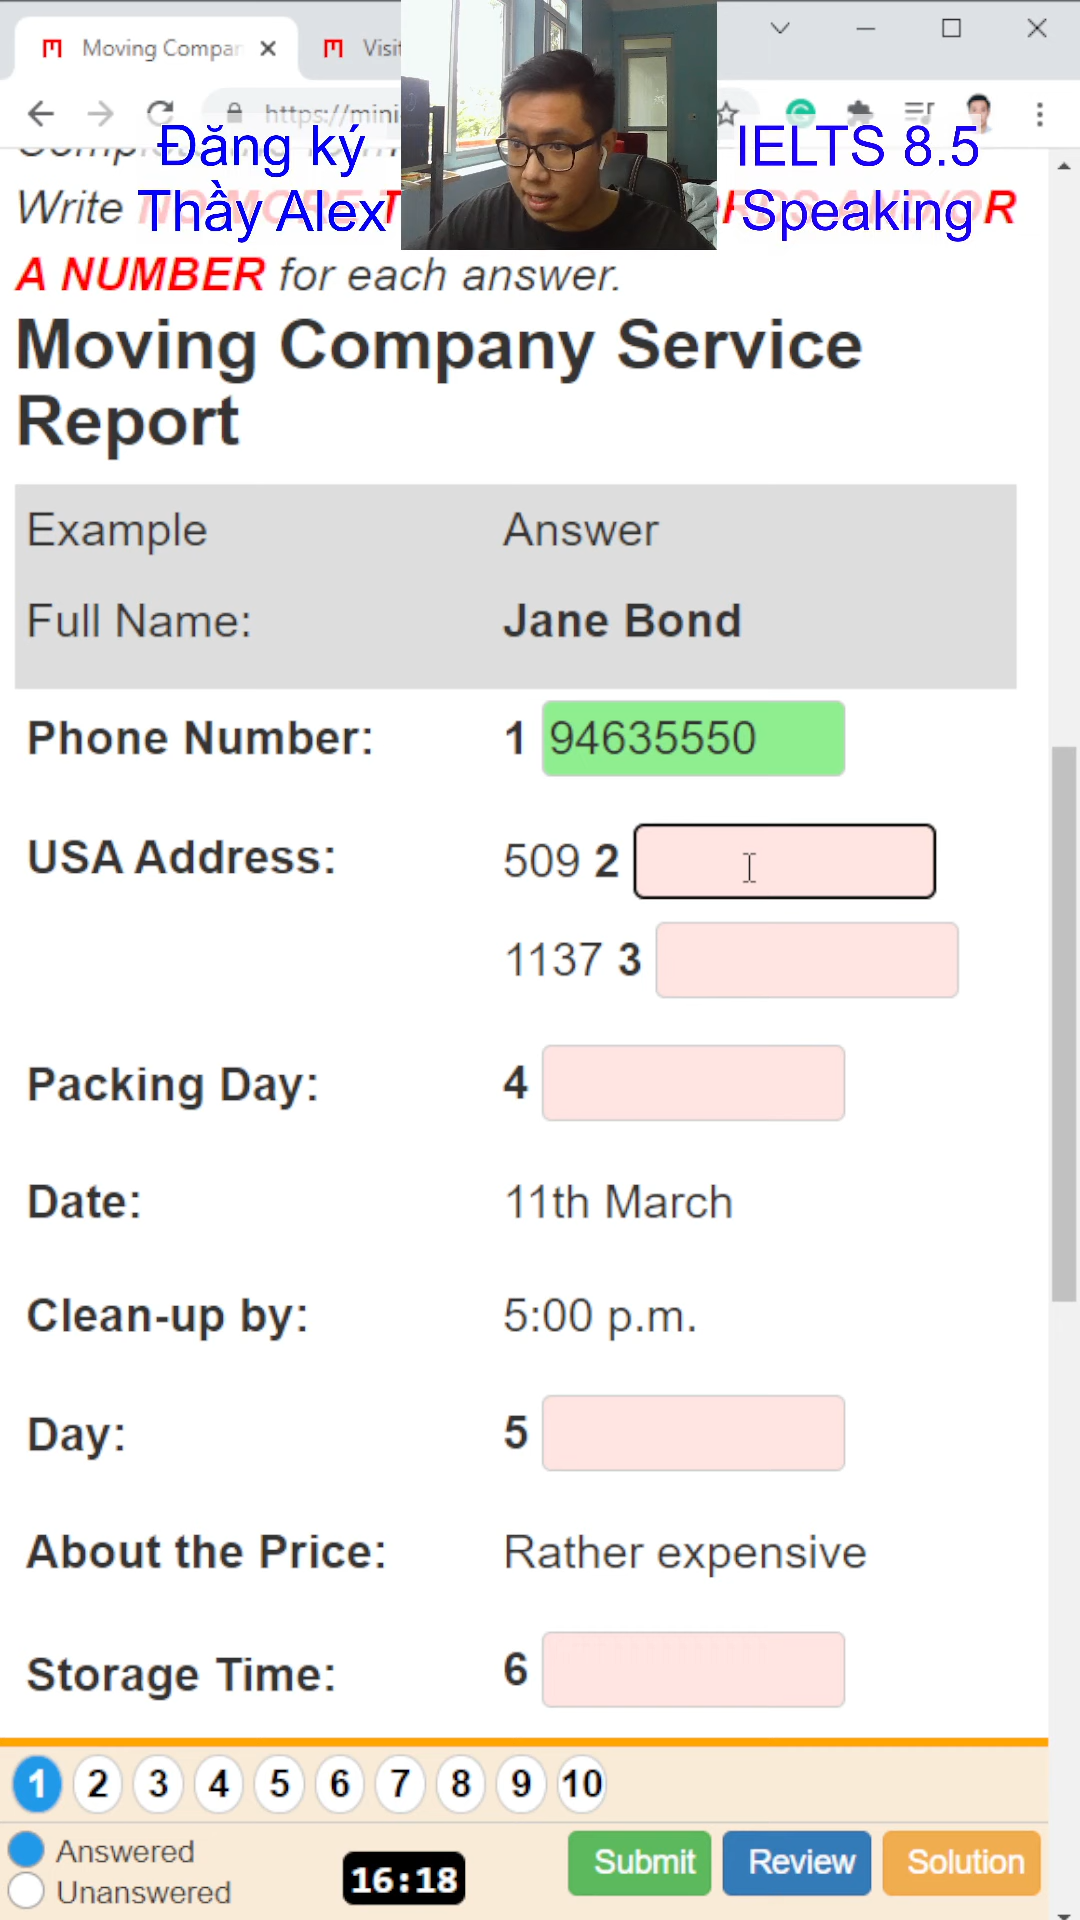 Moving Compar
Visit
https://mini
Đăng ký
Thầy Alex
IELTS 8.5
Speaking
Write
A NUMBER for each answer.
Moving Company Service
Report
Example Answer
Full Name: Jane Bond
Phone Number: 1 94635550
USA Address: 509 2
1137 3
Packing Day: 4
Date: 11th March
Clean-up by: 5:00 p.m.
Day: 5
About the Price: Rather expensive
Storage Time: 6
1 2 3 4 5 6 7 8 9 10
Answered
Unanswered
16:18
Submit Review Solution